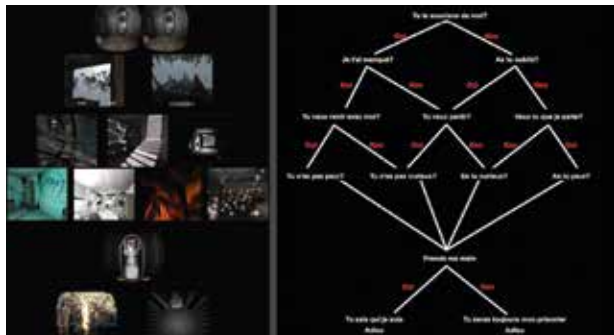 Te souviens de moi?
Oui
Non
Je t'ai manqué?
As tu oublié?
Oui
Non
Oui
Non
Tu veux venir avec moi?
Tu veux partir?
Veux tu que je parte?
Oui
Non
Oui
Non
Non
Oui
Tu n'as pas peur?
Tu n'es pas curieux?
Es tu curieux?
As tu peur?
Prends ma main
Oui
Non
Tu sais qui je suis
Adieu
Tu seras toujours mon prisonnier
Adieu